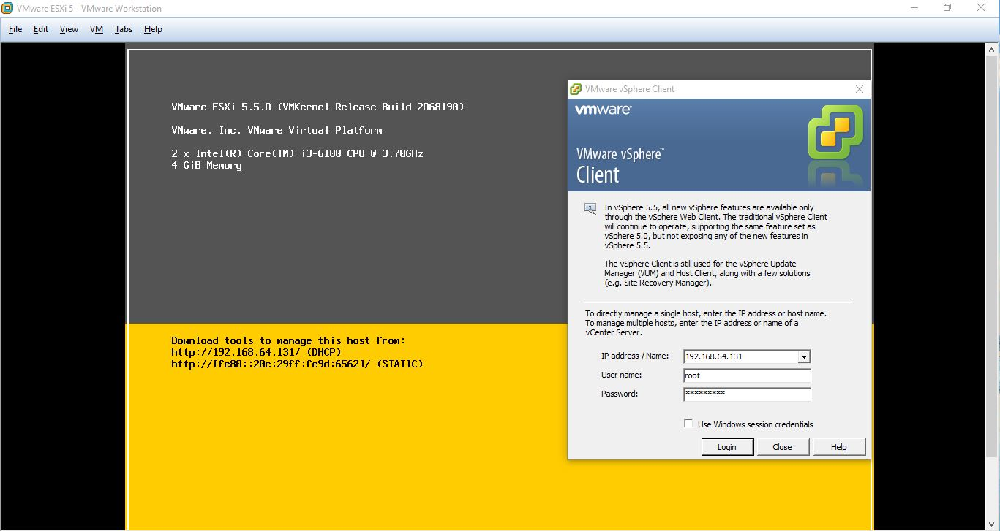 VMware ESXi 5 - VMware Workstation
File Edit View VM Tabs Help
VMware ESXi 5.5.0 (VMKernel Release Build 2068190)
VMware, Inc. VMware Virtual Platform
2 x Intel(R) Core(TM) i3-6100 CPU @ 3.70GHz
4 GiB Memory
Download tools to manage this host from:
http://192.168.64.131/ (DHCP)
http://[fe80::20c:29ff:fe9d:6562]/ (STATIC)
VMware vSphere Client
vmware®
VMware vSphere™
Client
In vSphere 5.5, all new vSphere features are available only
through the vSphere Web Client. The traditional vSphere Client
will continue to operate, supporting the same feature set as
vSphere 5.0, but not exposing any of the new features in
vSphere 5.5.
The vSphere Client is still used for the vSphere Update
Manager (VUM) and Host Client, along with a few solutions
(e.g. Site Recovery Manager).
To directly manage a single host, enter the IP address or host name.
To manage multiple hosts, enter the IP address or name of a
vCenter Server.
IP address / Name: 192.168.64.131
User name: root
Password: *********
Use Windows session credentials
Login Close Help